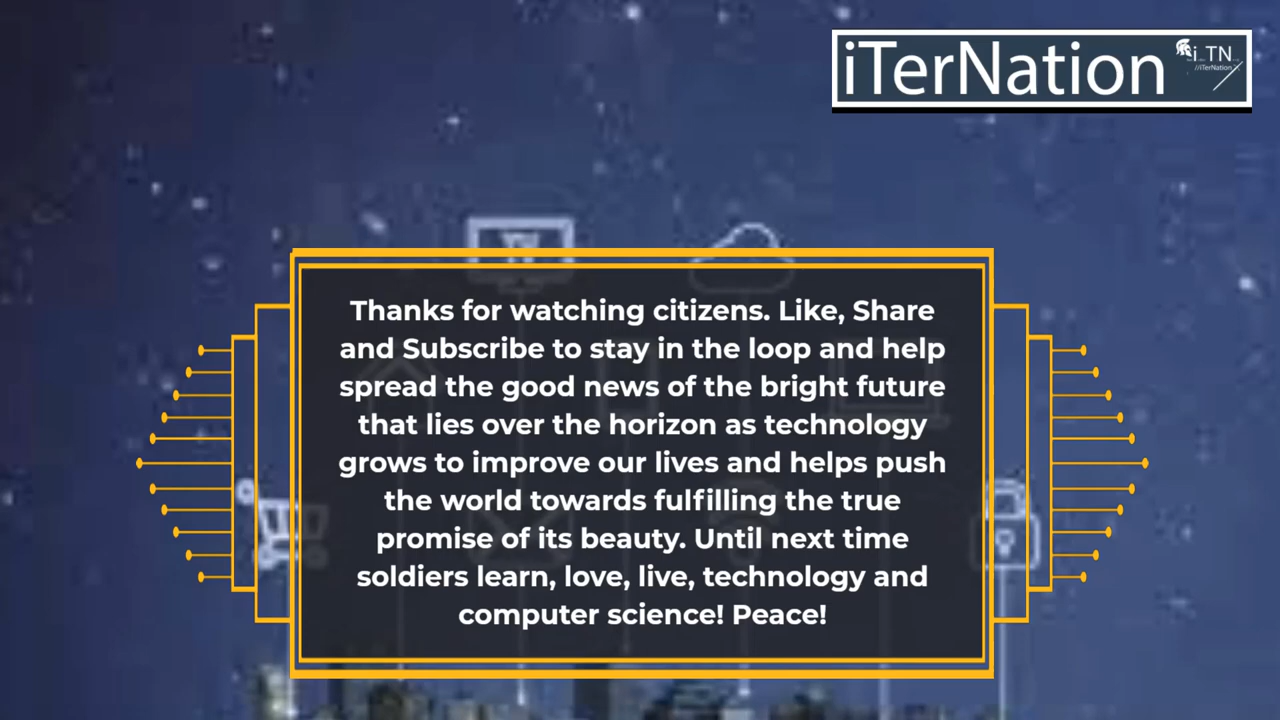 iTerNation
i TN
//iTerNation
Thanks for watching citizens. Like, Share
and Subscribe to stay in the loop and help
spread the good news of the bright future
that lies over the horizon as technology
grows to improve our lives and helps push
the world towards fulfilling the true
promise of its beauty. Until next time
soldiers learn, love, live, technology and
computer science! Peace!